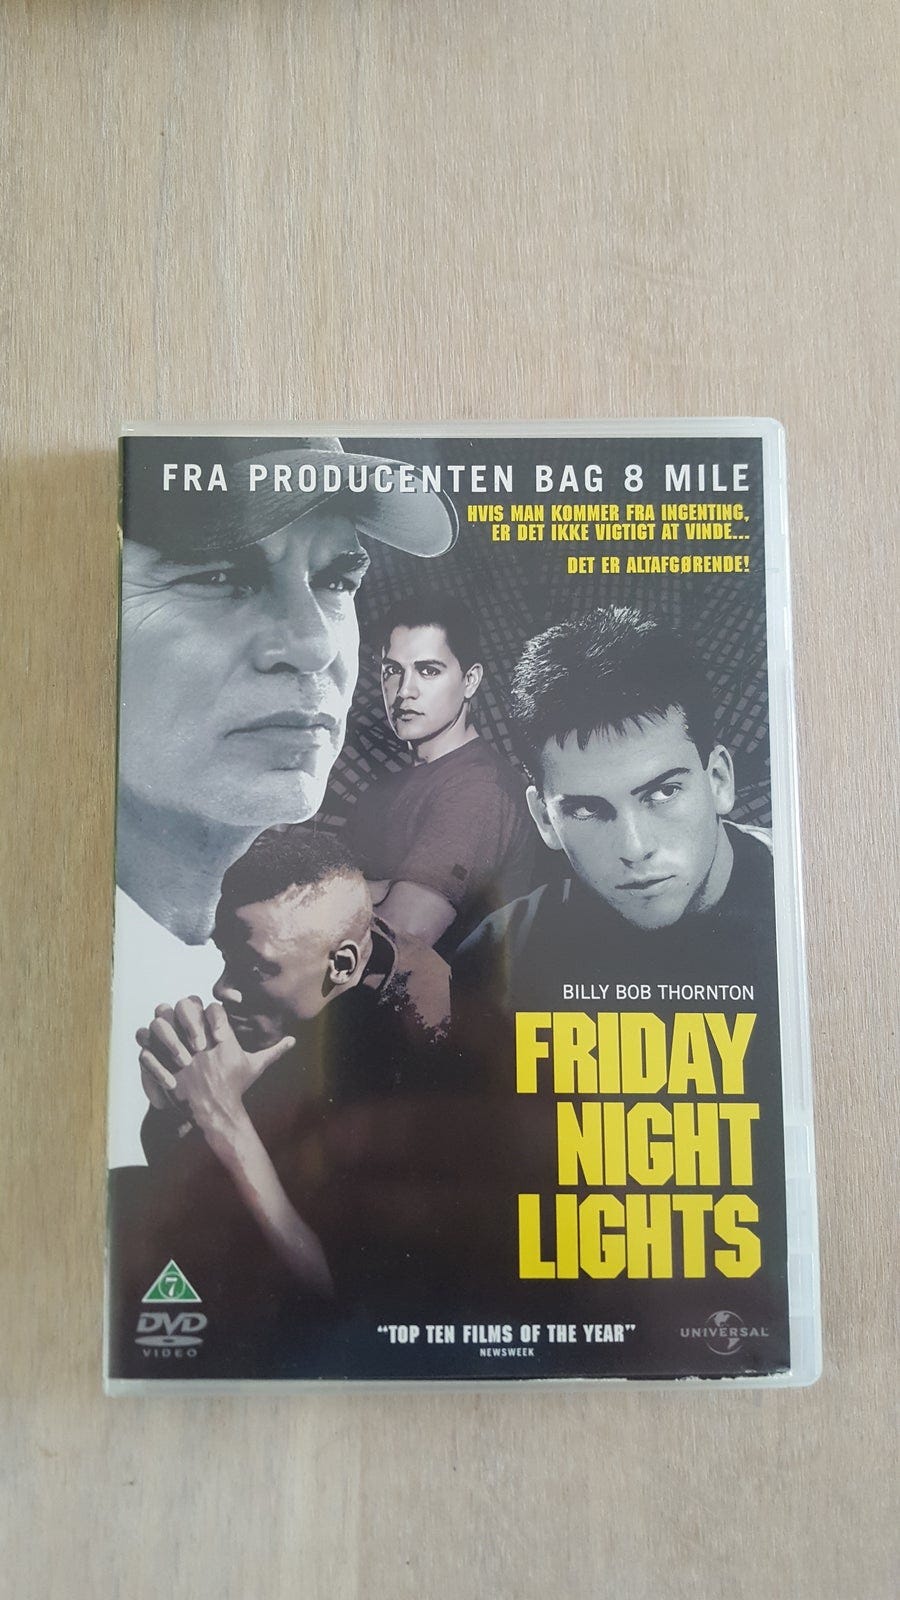 FRA PRODUCENTEN BAG 8 MILE
HVIS MAN KOMMER FRA INGENTING,
ER DET IKKE VIGTIGT AT VINDE...
DET ER ALTAFGØRENDE!
BILLY BOB THORNTON
FRIDAY
NIGHT
LIGHTS
7
DVD
VIDEO
"TOP TEN FILMS OF THE YEAR"
NEWSWEEK
UNIVERSAL